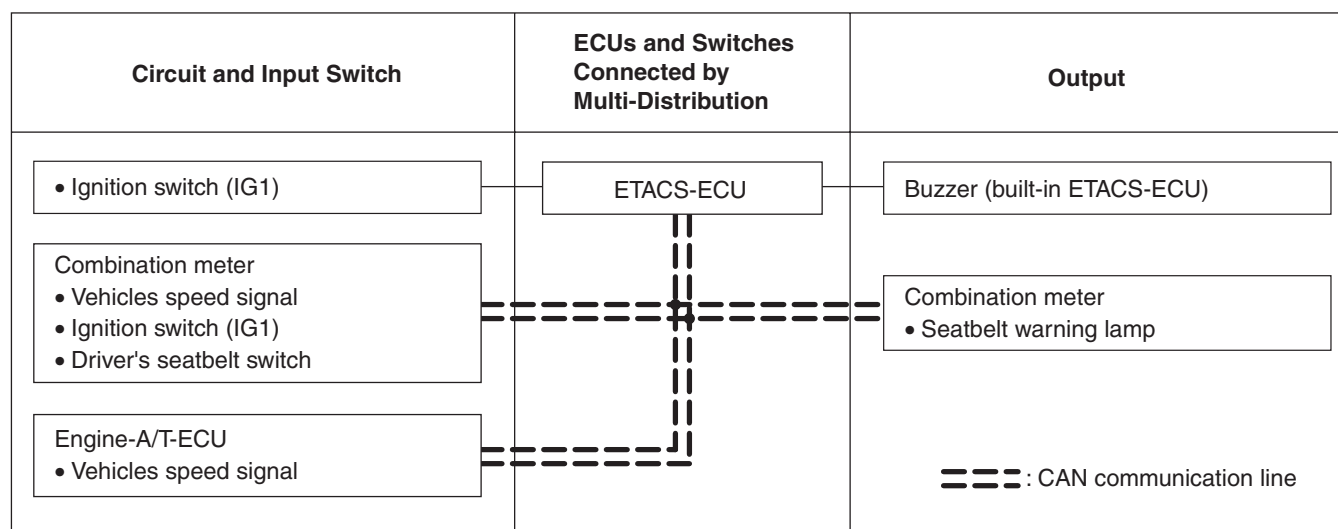 Circuit and Input Switch
ECUs and Switches
Connected by
Multi-Distribution
Output
• Ignition switch (IG1)
ETACS-ECU
Buzzer (built-in ETACS-ECU)
Combination meter
• Vehicles speed signal
• Ignition switch (IG1)
• Driver's seatbelt switch
Combination meter
• Seatbelt warning lamp
Engine-A/T-ECU
• Vehicles speed signal
: CAN communication line